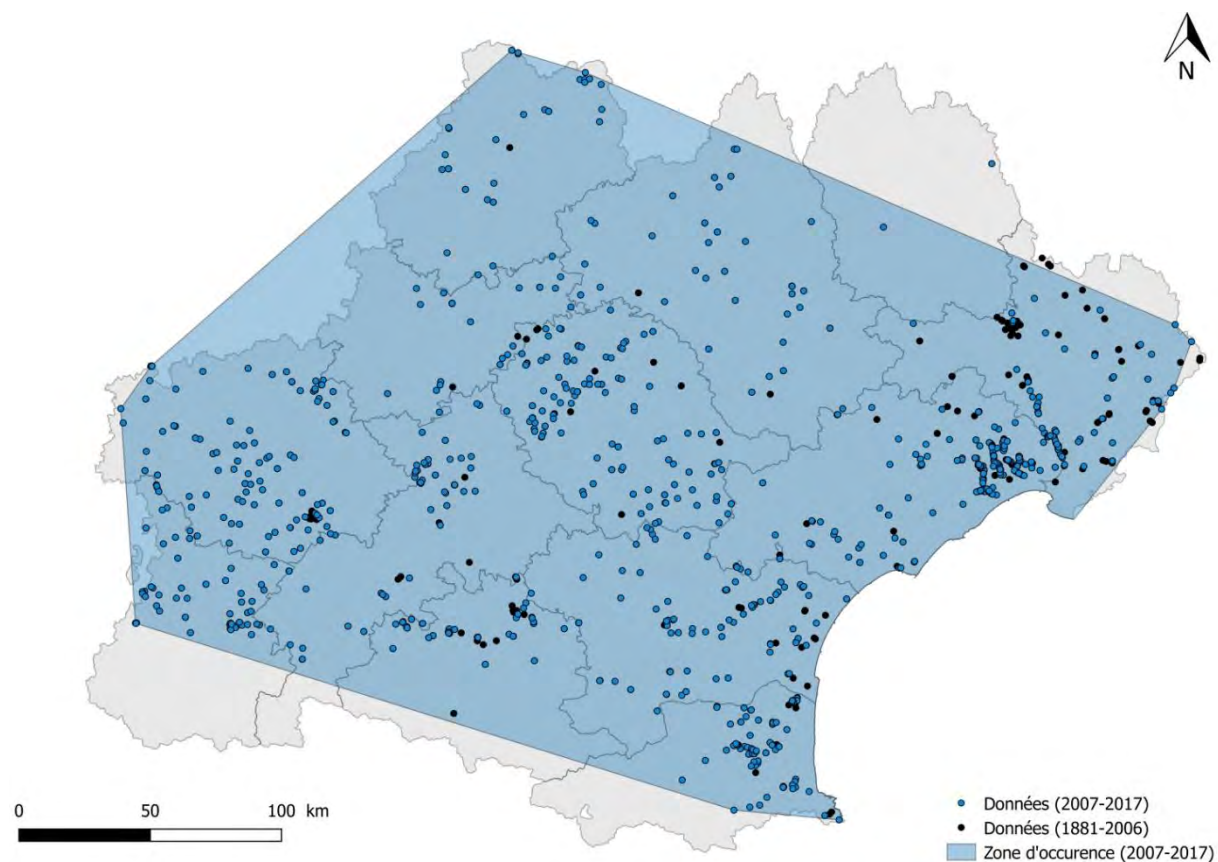 N
0 50 100 km
Données (2007-2017)
Données (1881-2006)
Zone d'occurence (2007-2017)